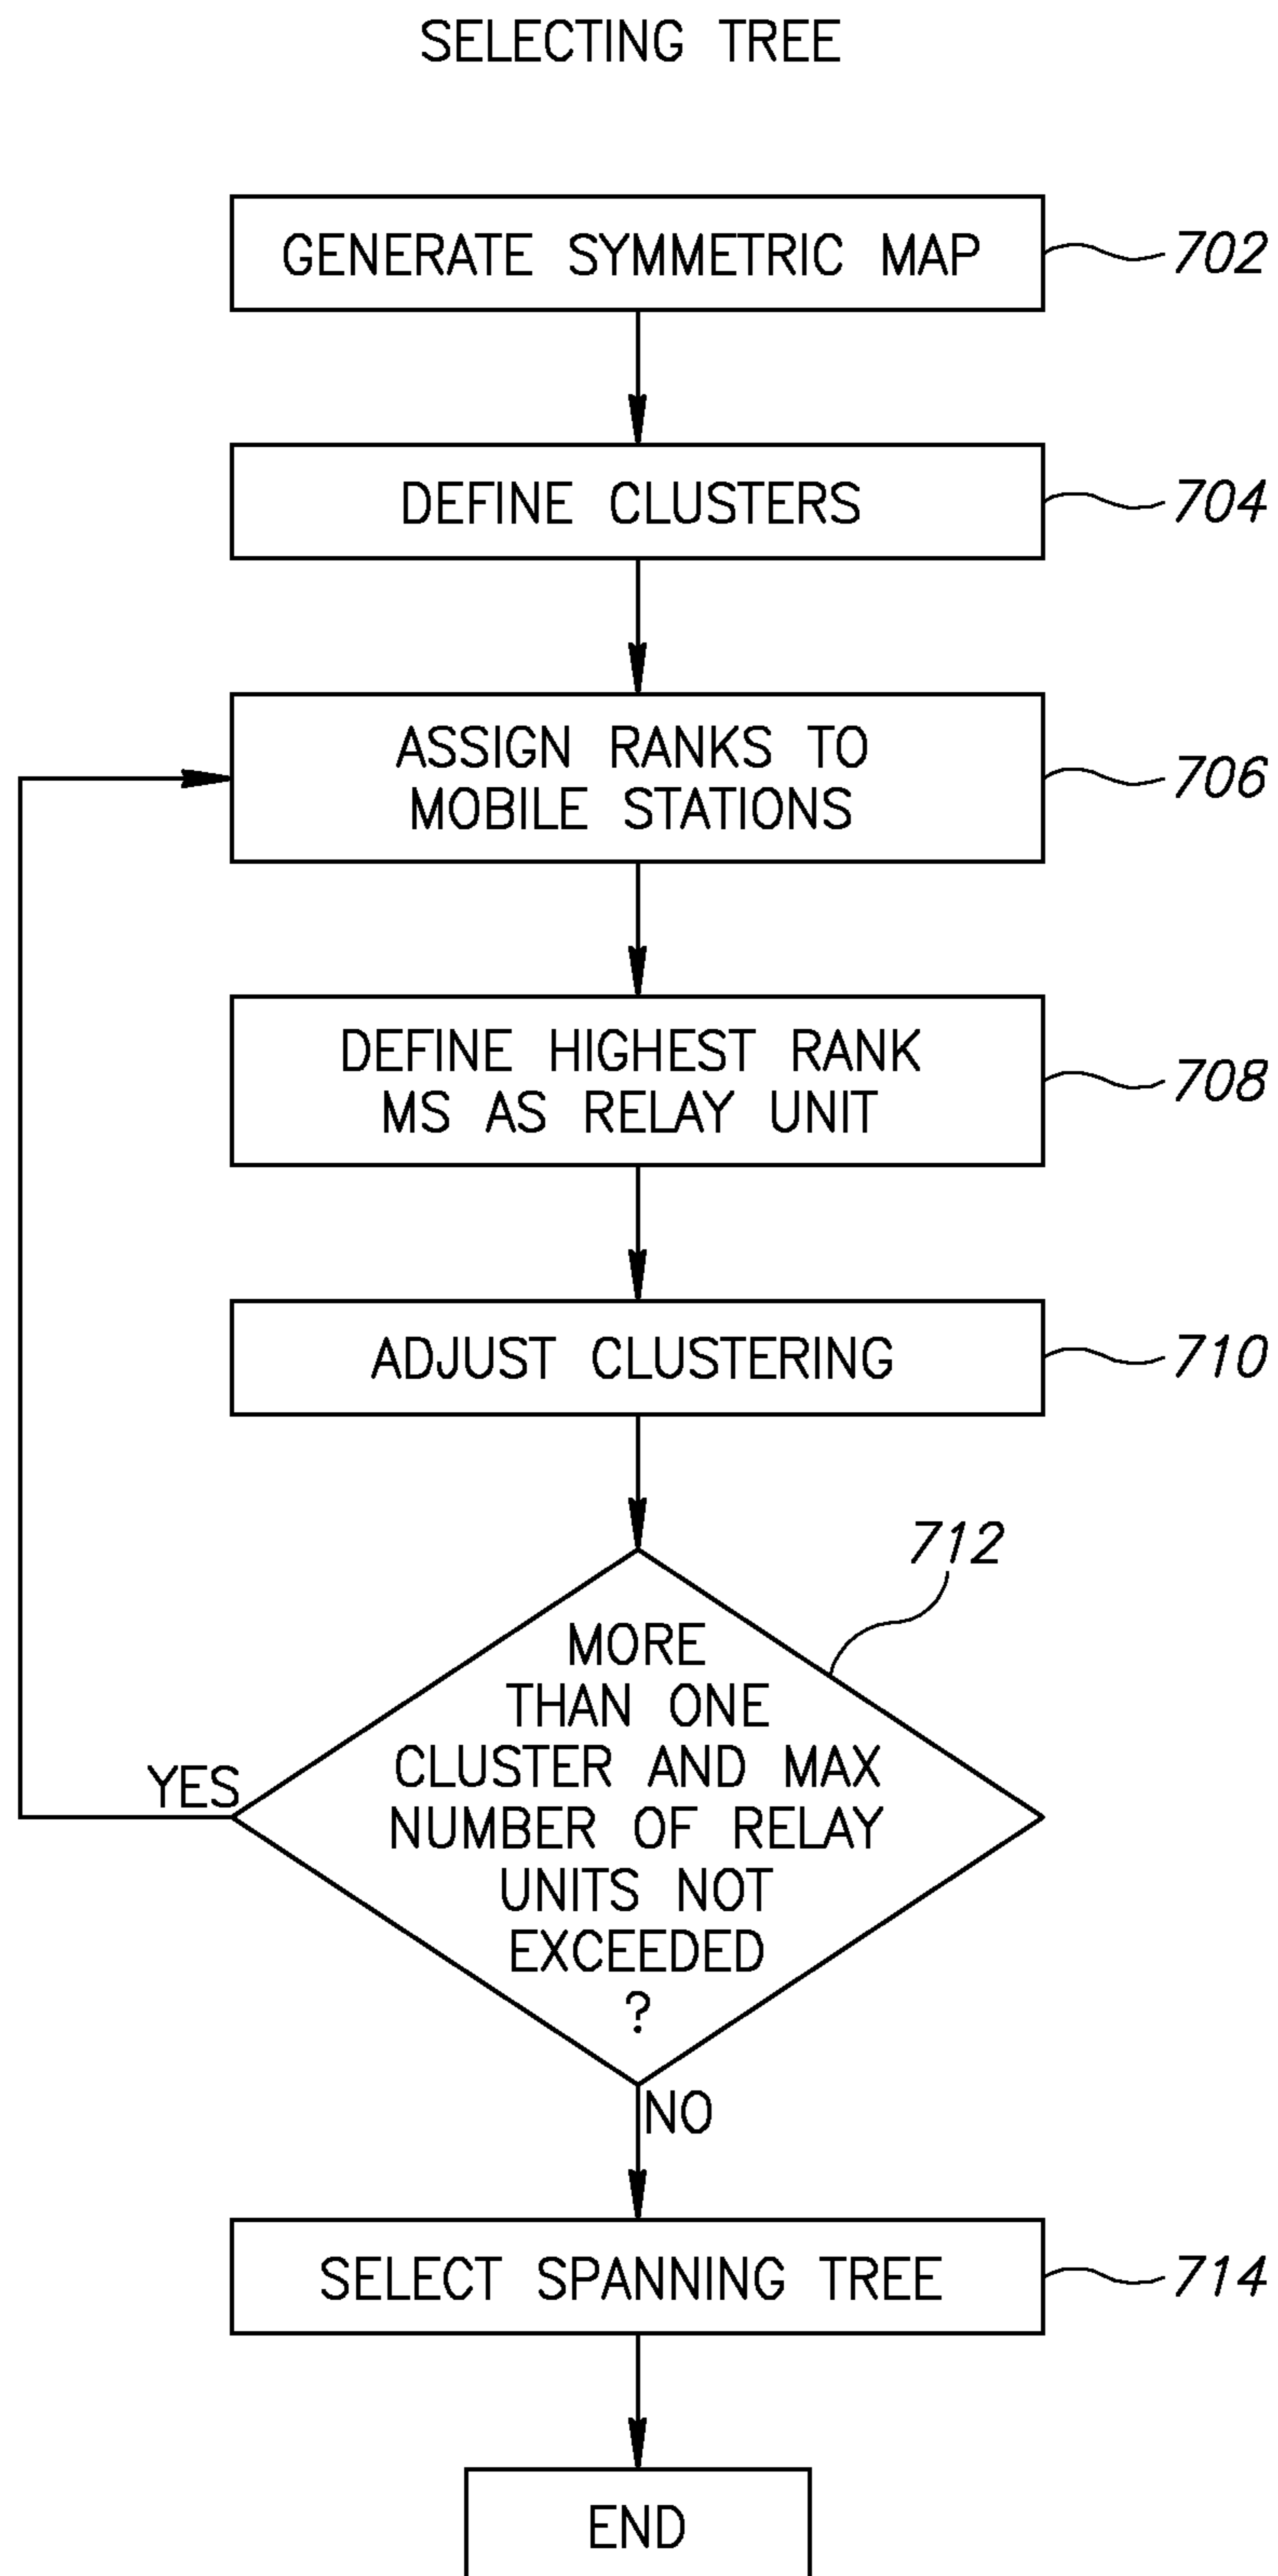 SELECTING TREE
GENERATE SYMMETRIC MAP
702
DEFINE CLUSTERS
704
ASSIGN RANKS TO
MOBILE STATIONS
706
DEFINE HIGHEST RANK
MS AS RELAY UNIT
708
ADJUST CLUSTERING
710
712
MORE
THAN ONE
CLUSTER AND MAX
NUMBER OF RELAY
UNITS NOT
EXCEEDED
?
YES
NO
SELECT SPANNING TREE
714
END